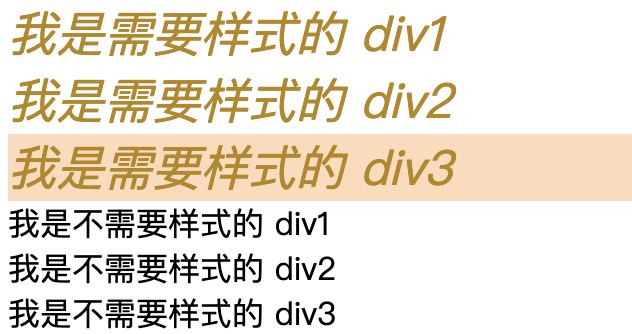 我是需要样式的 div1
我是需要样式的 div2
我是需要样式的 div3
我是不需要样式的 div1
我是不需要样式的 div2
我是不需要样式的 div3